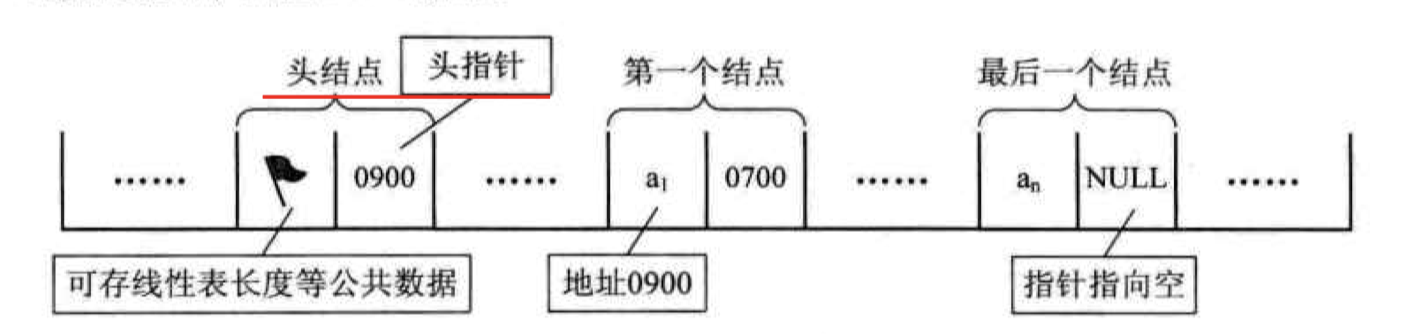 头结点 头指针 第一个结点 最后一个结点
…… 0900 …… a₁ 0700 …… aₙ NULL ……
可存线性表长度等公共数据 地址0900 指针指向空